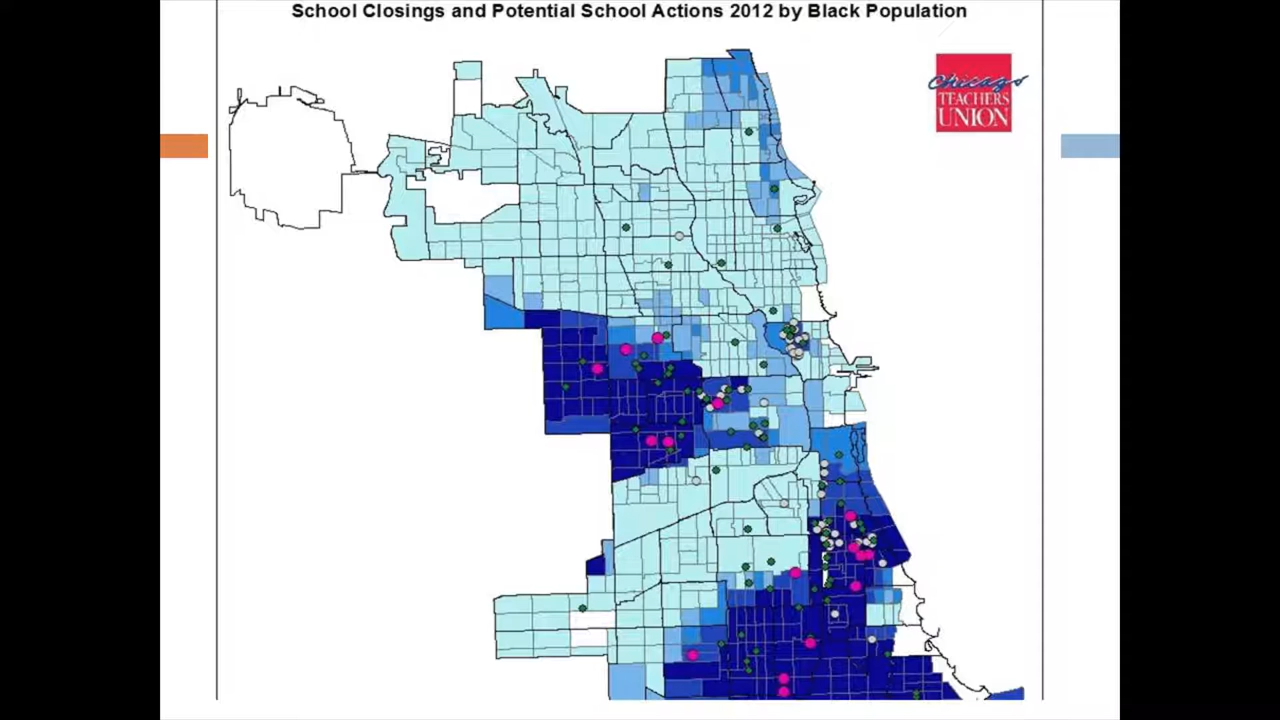 School Closings and Potential School Actions 2012 by Black Population
Chicago
TEACHERS
UNION